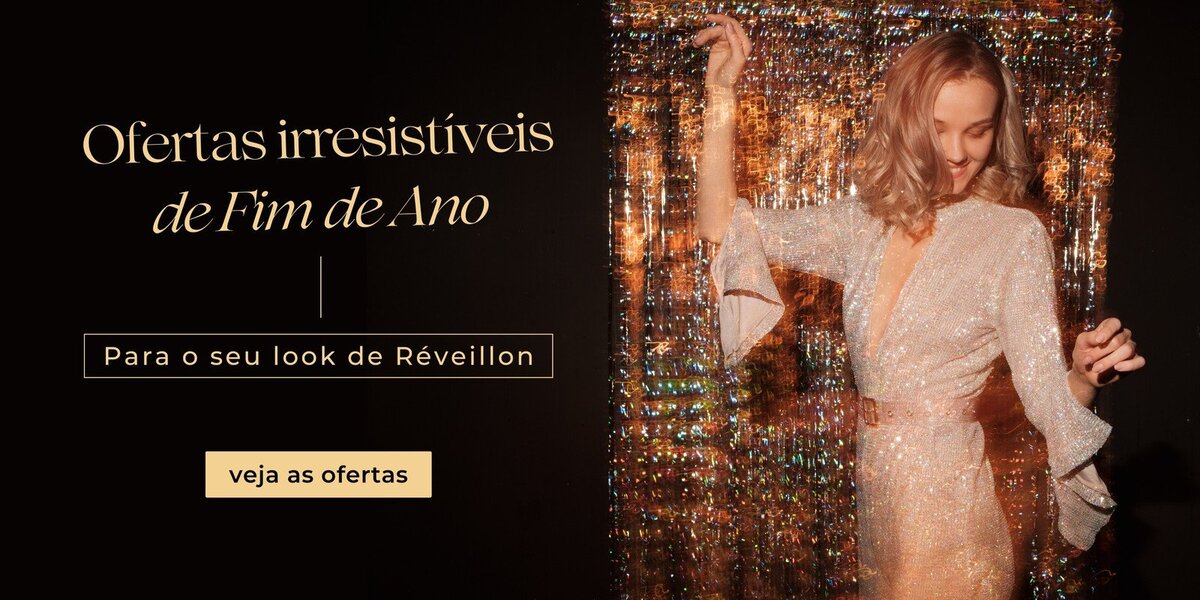 Ofertas irresistíveis
de Fim de Ano
Para o seu look de Réveillon
veja as ofertas